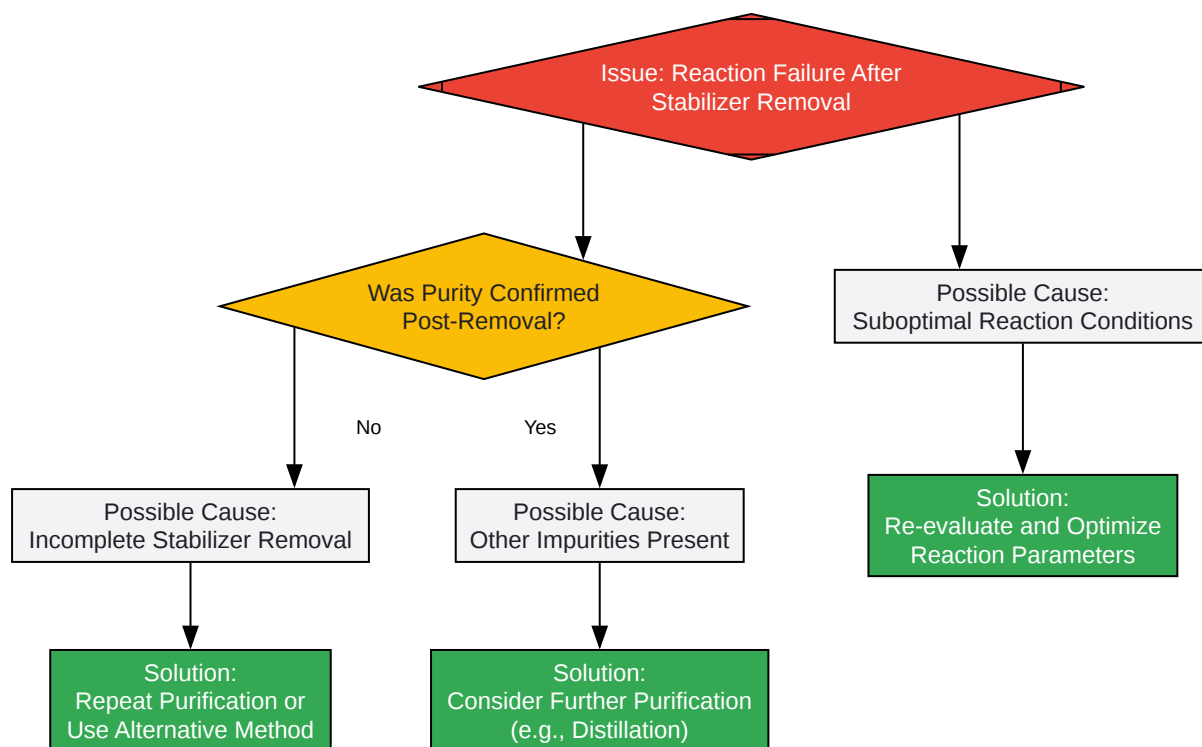 Issue: Reaction Failure After
Stabilizer Removal
Was Purity Confirmed
Post-Removal?
Possible Cause:
Suboptimal Reaction Conditions
No
Yes
Possible Cause:
Incomplete Stabilizer Removal
Possible Cause:
Other Impurities Present
Solution:
Re-evaluate and Optimize
Reaction Parameters
Solution:
Repeat Purification or
Use Alternative Method
Solution:
Consider Further Purification
(e.g., Distillation)